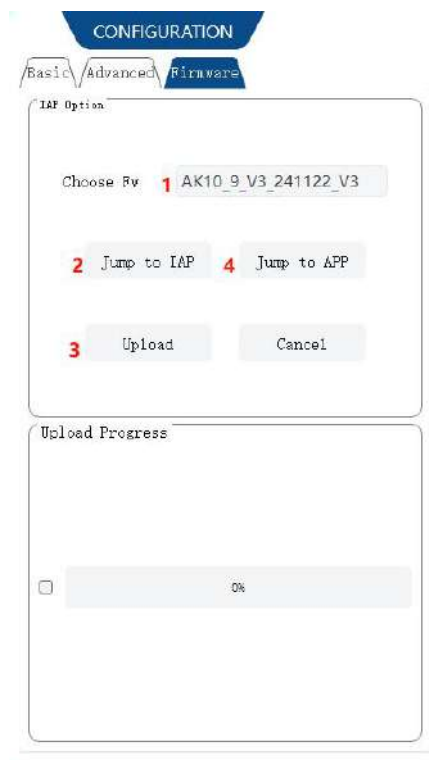 CONFIGURATION
Basic Advanced Firmware
IAP Option
Choose Fw 1 AK10_9_V3_241122_V3
2 Jump to IAP 4 Jump to APP
3 Upload Cancel
Upload Progress
0%